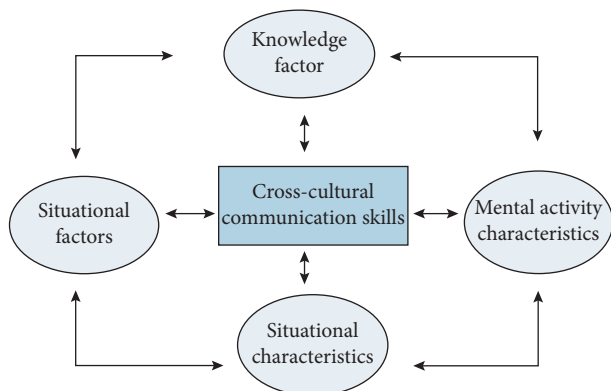 Knowledge
factor
Situational
factors
Cross-cultural
communication skills
Mental activity
characteristics
Situational
characteristics